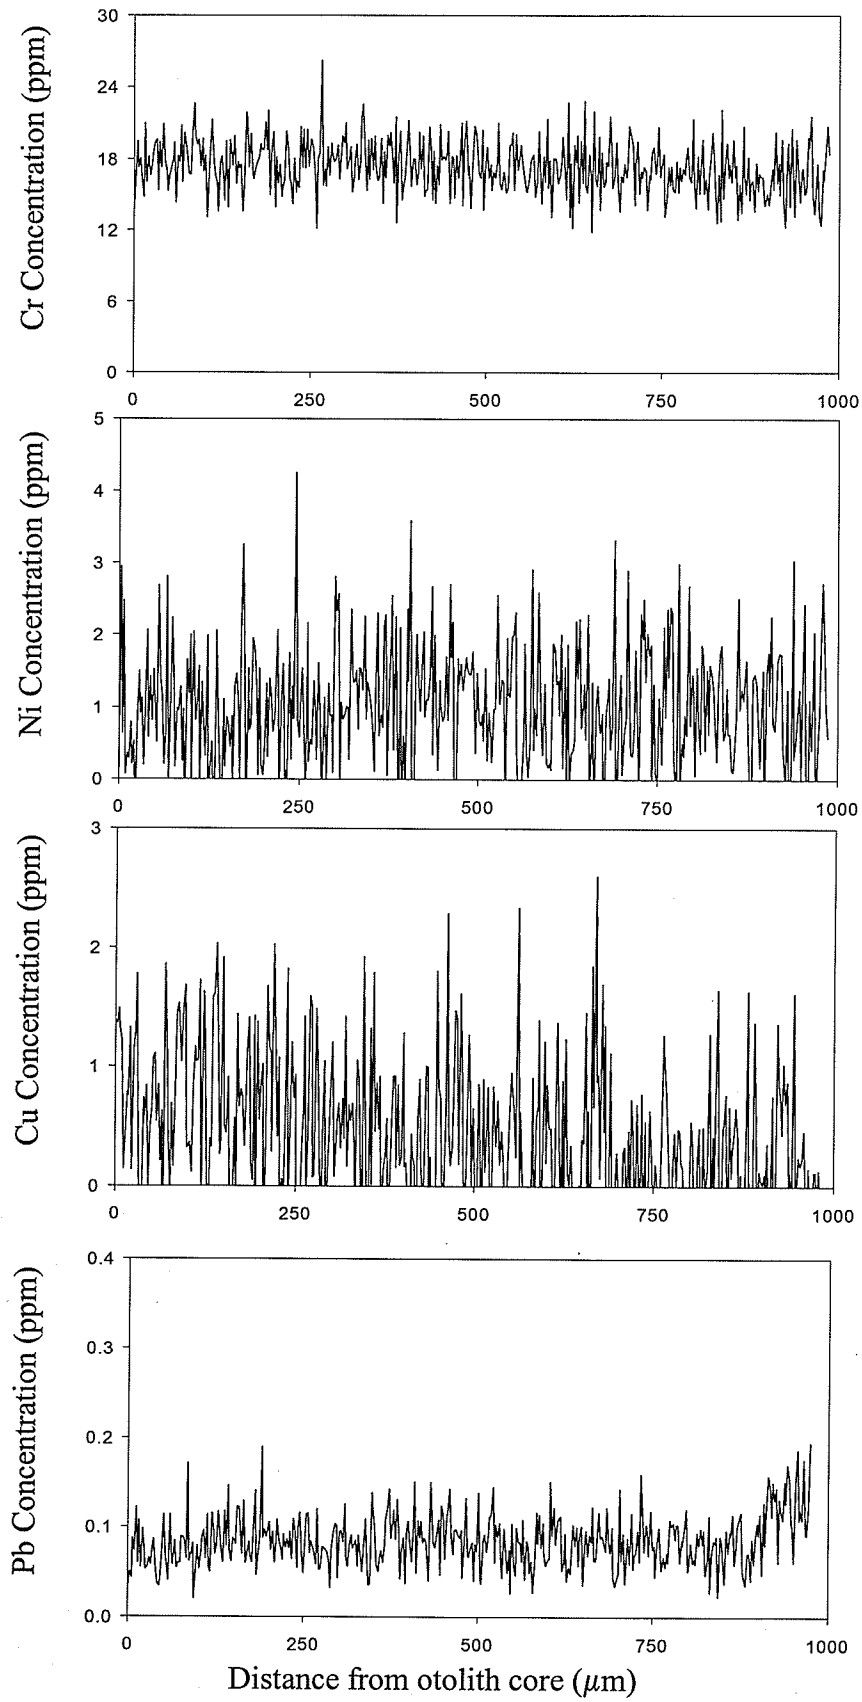 Cr Concentration (ppm)
30
24
18
12
6
0
0 250 500 750 1000
Ni Concentration (ppm)
5
4
3
2
1
0
0 250 500 750 1000
Cu Concentration (ppm)
3
2
1
0
0 250 500 750 1000
Pb Concentration (ppm)
0.4
0.3
0.2
0.1
0.0
0 250 500 750 1000
Distance from otolith core (μm)